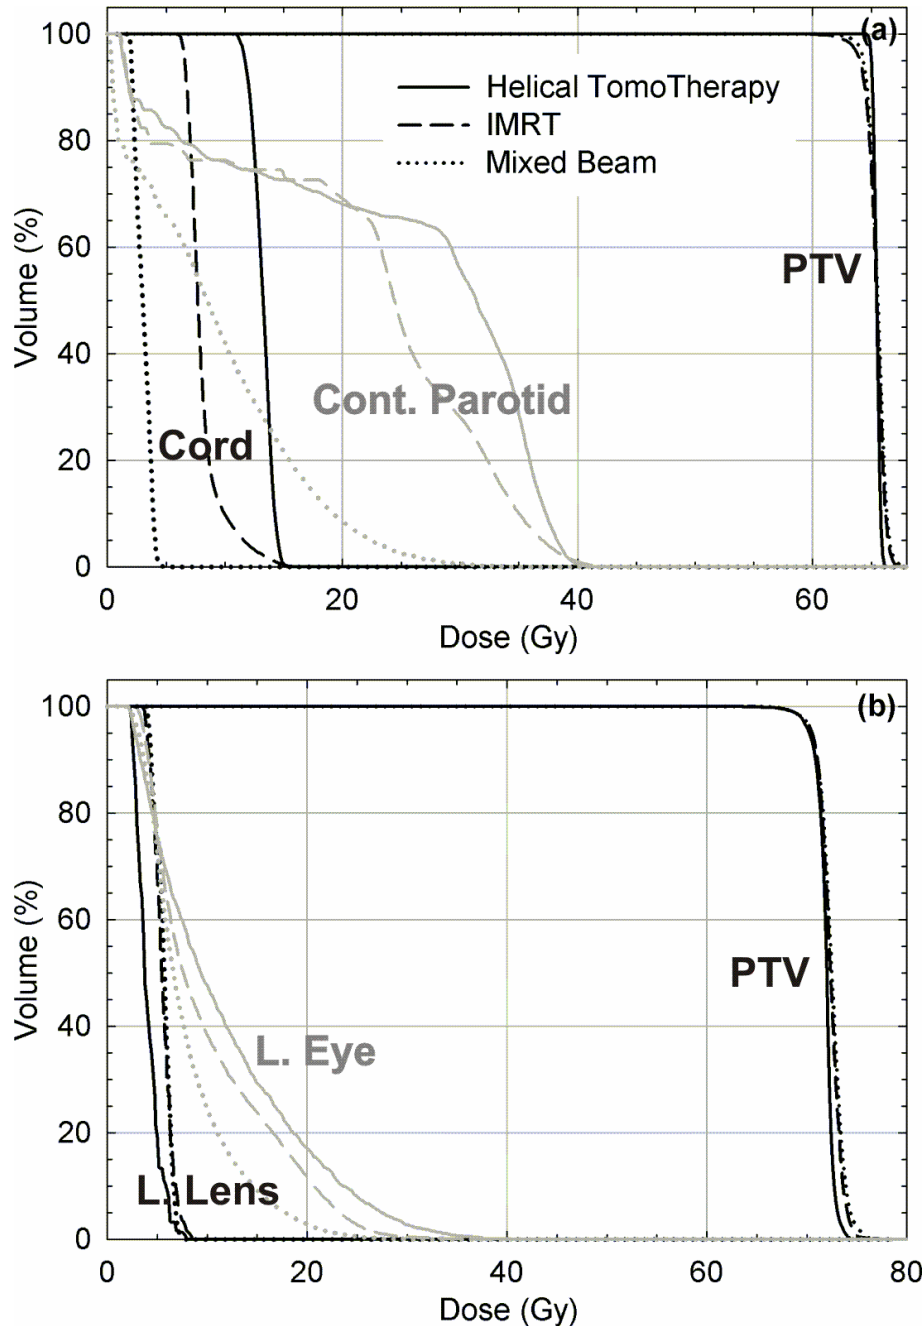 (a)
100
80
60
40
20
0
Volume (%)
Helical TomoTherapy
IMRT
Mixed Beam
PTV
Cont. Parotid
Cord
0 20 40 60
Dose (Gy)
(b)
100
80
60
40
20
0
Volume (%)
PTV
L. Eye
L. Lens
0 20 40 60 80
Dose (Gy)